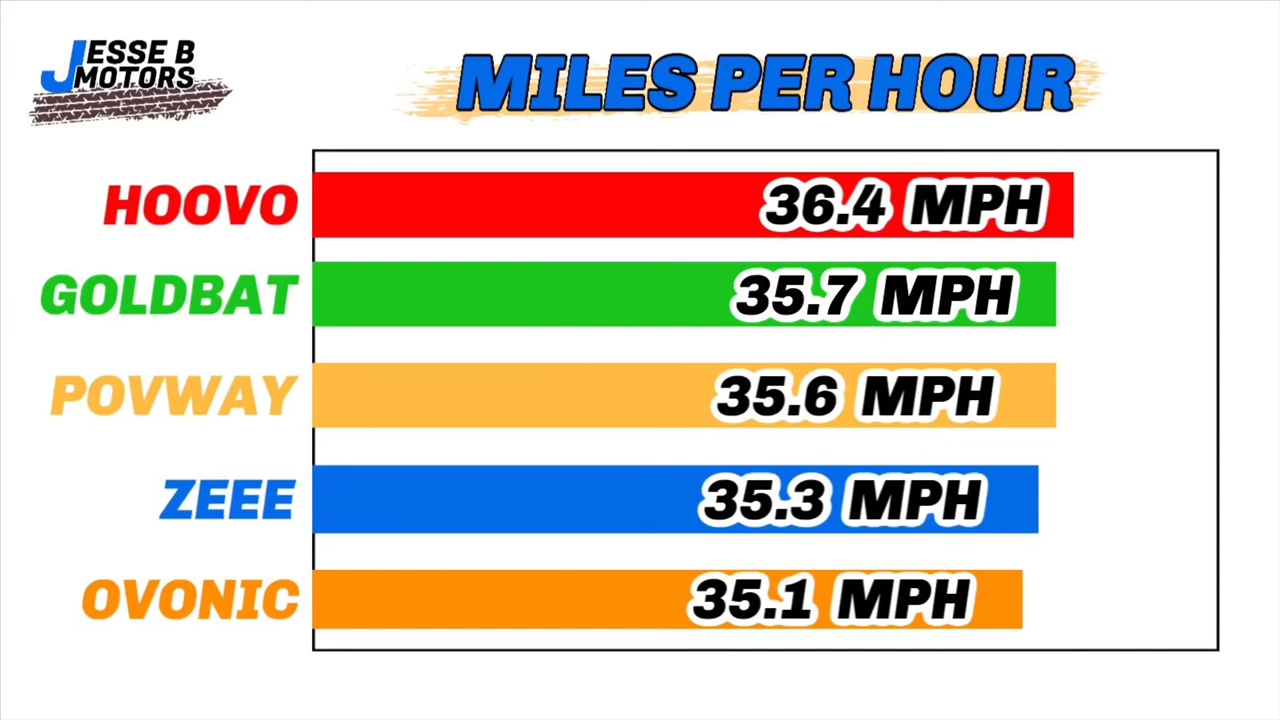 JESSE B
MOTORS
MILES PER HOUR
HOOVO 36.4 MPH
GOLDBAT 35.7 MPH
POVWAY 35.6 MPH
ZEEE 35.3 MPH
OVONIC 35.1 MPH